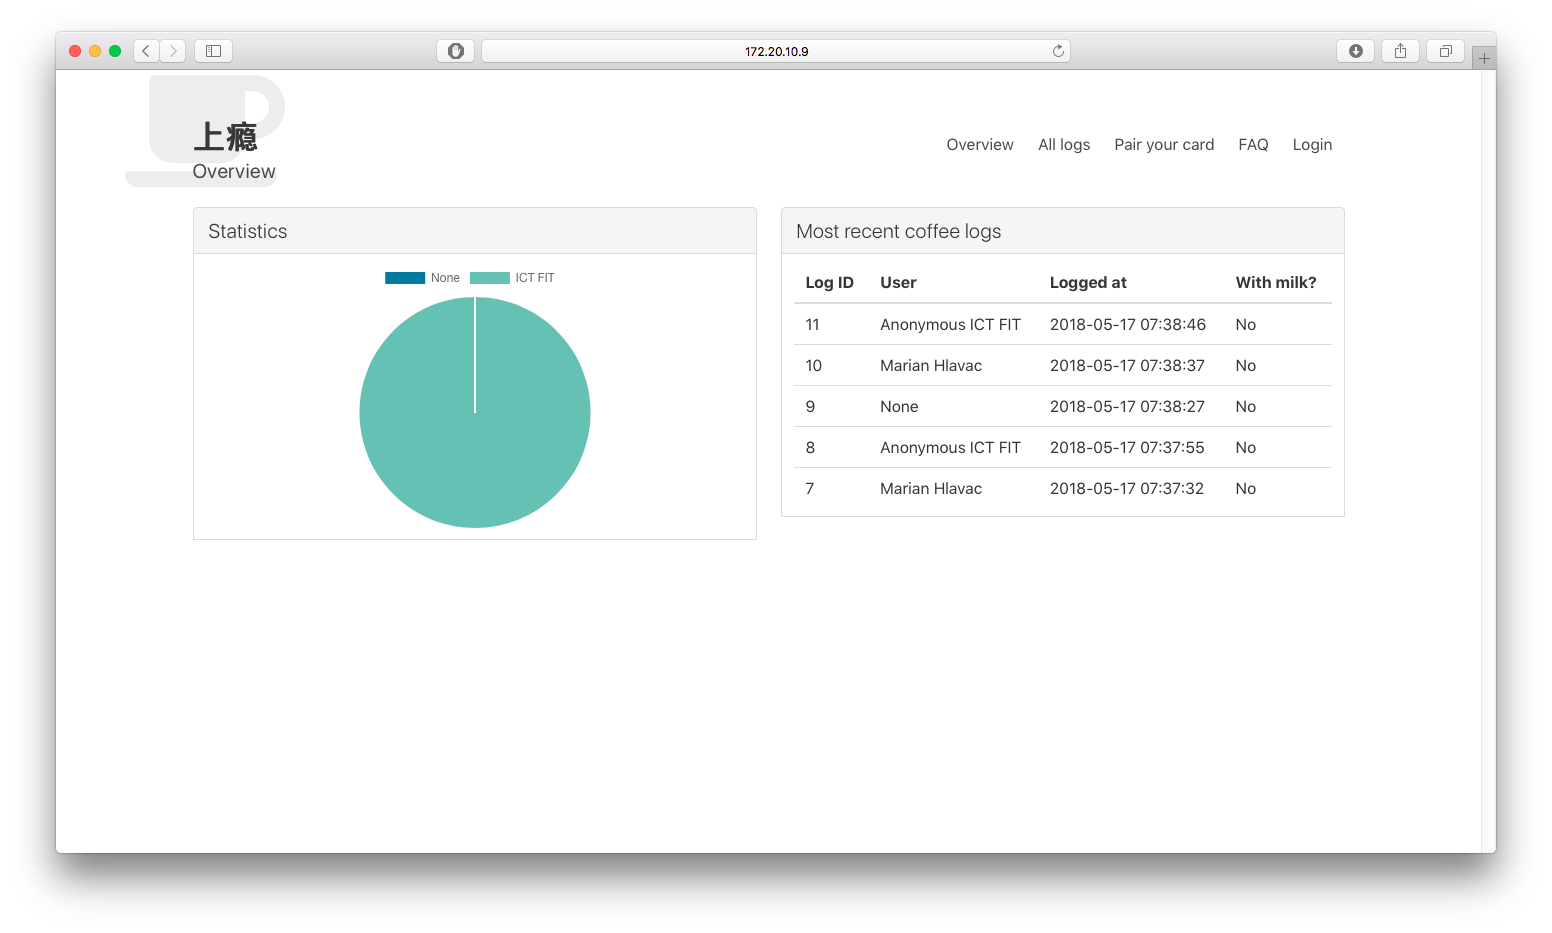 172.20.10.9
上瘾
Overview
Overview All logs Pair your card FAQ Login
Statistics
None ICT FIT
Most recent coffee logs
Log ID User Logged at With milk?
11 Anonymous ICT FIT 2018-05-17 07:38:46 No
10 Marian Hlavac 2018-05-17 07:38:37 No
9 None 2018-05-17 07:38:27 No
8 Anonymous ICT FIT 2018-05-17 07:37:55 No
7 Marian Hlavac 2018-05-17 07:37:32 No